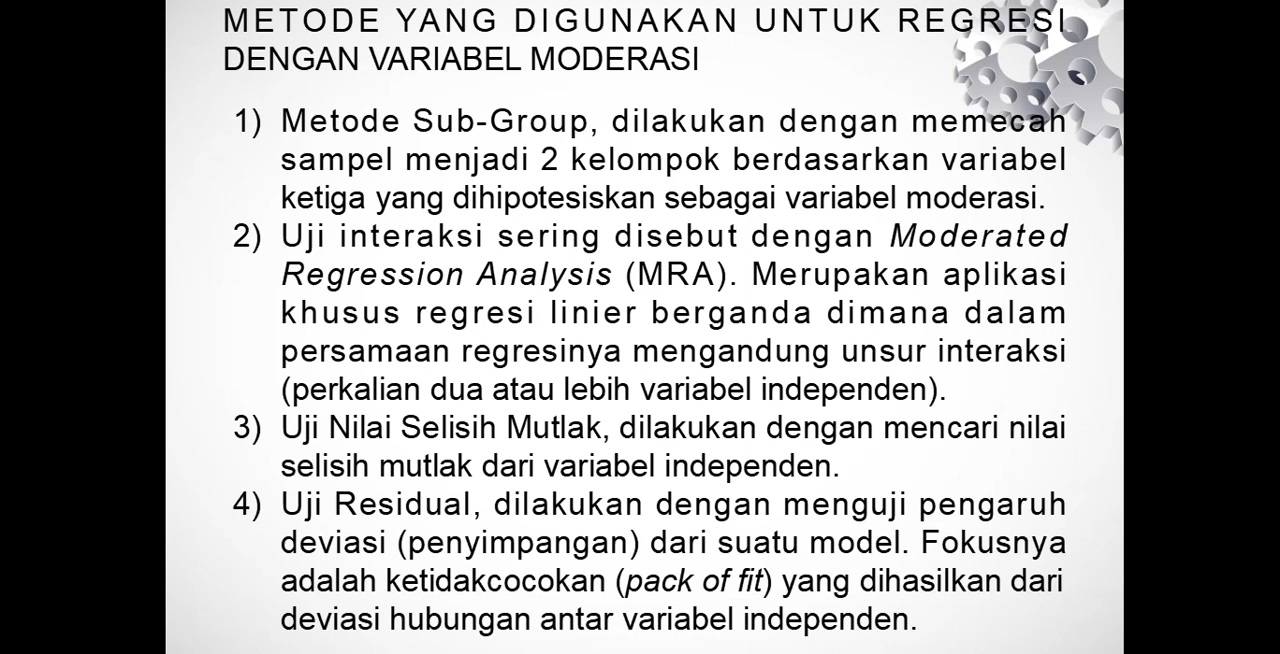 METODE YANG DIGUNAKAN UNTUK REGRESI
DENGAN VARIABEL MODERASI
1) Metode Sub-Group, dilakukan dengan memecah
sampel menjadi 2 kelompok berdasarkan variabel
ketiga yang dihipotesiskan sebagai variabel moderasi.
2) Uji interaksi sering disebut dengan Moderated
Regression Analysis (MRA). Merupakan aplikasi
khusus regresi linier berganda dimana dalam
persamaan regresinya mengandung unsur interaksi
(perkalian dua atau lebih variabel independen).
3) Uji Nilai Selisih Mutlak, dilakukan dengan mencari nilai
selisih mutlak dari variabel independen.
4) Uji Residual, dilakukan dengan menguji pengaruh
deviasi (penyimpangan) dari suatu model. Fokusnya
adalah ketidakcocokan (pack of fit) yang dihasilkan dari
deviasi hubungan antar variabel independen.